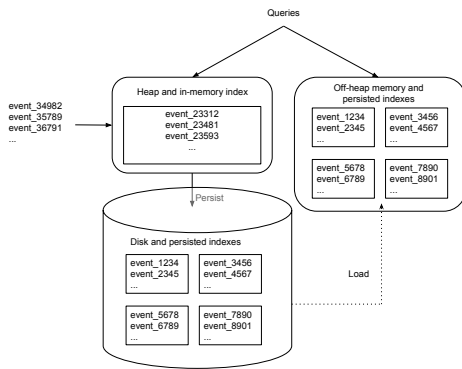 Queries
Heap and in-memory index
event_23312
event_23481
event_23593
...
event_34982
event_35789
event_36791
...
Off-heap memory and
persisted indexes
event_1234
event_2345
...
event_3456
event_4567
...
event_5678
event_6789
...
event_7890
event_8901
...
Persist
Disk and persisted indexes
event_1234
event_2345
...
event_3456
event_4567
...
event_5678
event_6789
...
event_7890
event_8901
...
Load